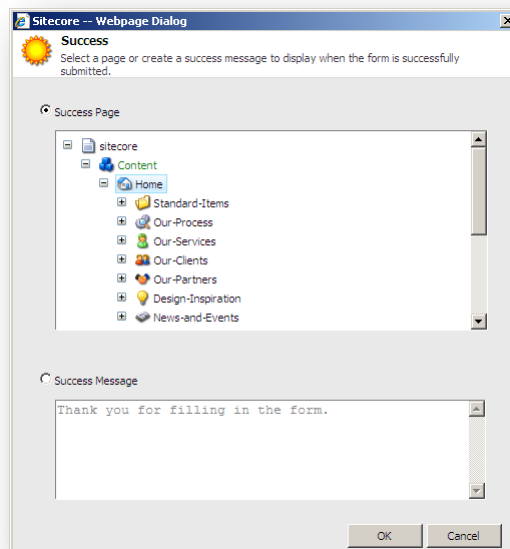 Sitecore -- Webpage Dialog
Success
Select a page or create a success message to display when the form is successfully
submitted.
Success Page
sitecore
Content
Home
Standard-Items
Our-Process
Our-Services
Our-Clients
Our-Partners
Design-Inspiration
News-and-Events
Success Message
Thank you for filling in the form.
OK Cancel